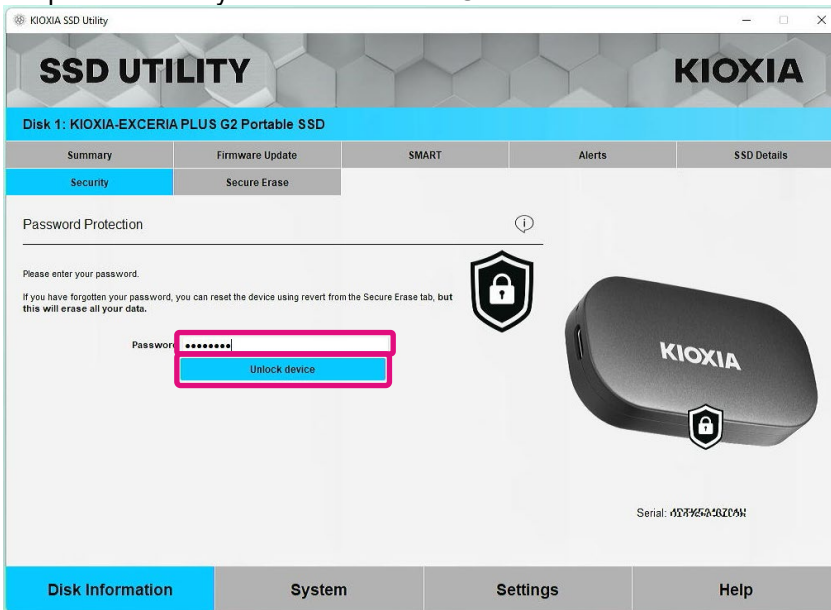 KIOXIA SSD Utility
SSD UTILITY
KIOXIA
Disk 1: KIOXIA-EXCERIA PLUS G2 Portable SSD
Summary
Firmware Update
SMART
Alerts
SSD Details
Security
Secure Erase
Password Protection
Please enter your password.
If you have forgotten your password, you can reset the device using revert from the Secure Erase tab, but
this will erase all your data.
Passwor
••••••••
Unlock device
KIOXIA
Serial:
Disk Information
System
Settings
Help